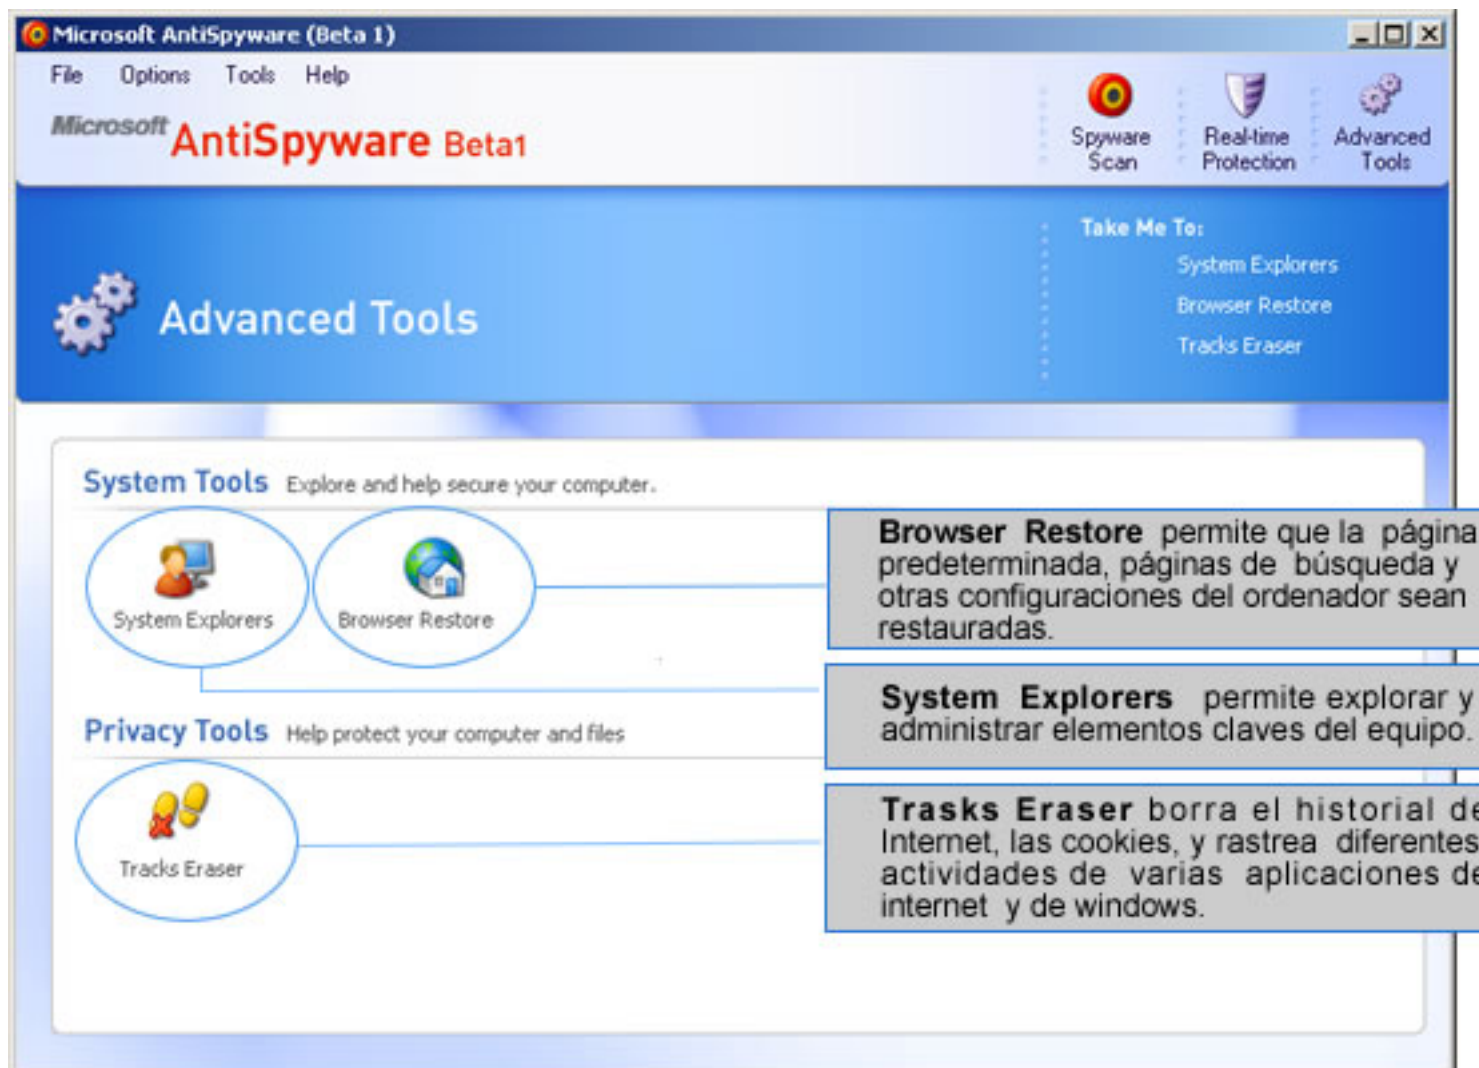 Microsoft AntiSpyware (Beta 1)
File Options Tools Help
Microsoft AntiSpyware Beta1
Spyware Scan
Real-time Protection
Advanced Tools
Advanced Tools
Take Me To:
System Explorers
Browser Restore
Tracks Eraser
System Tools Explore and help secure your computer.
System Explorers
Browser Restore
Browser Restore permite que la página
predeterminada, páginas de búsqueda y
otras configuraciones del ordenador sean
restauradas.
System Explorers permite explorar y
administrar elementos claves del equipo.
Privacy Tools Help protect your computer and files
Tracks Eraser
Trasks Eraser borra el historial de
Internet, las cookies, y rastrea diferentes
actividades de varias aplicaciones de
internet y de windows.